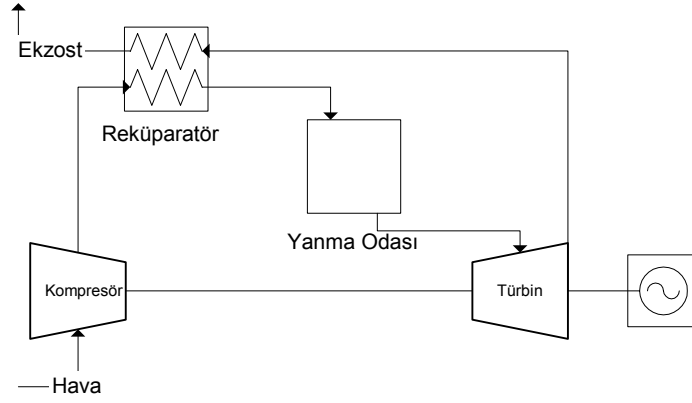 Ekzost
Reküparatör
Yanma Odası
Kompresör
Türbin
Hava